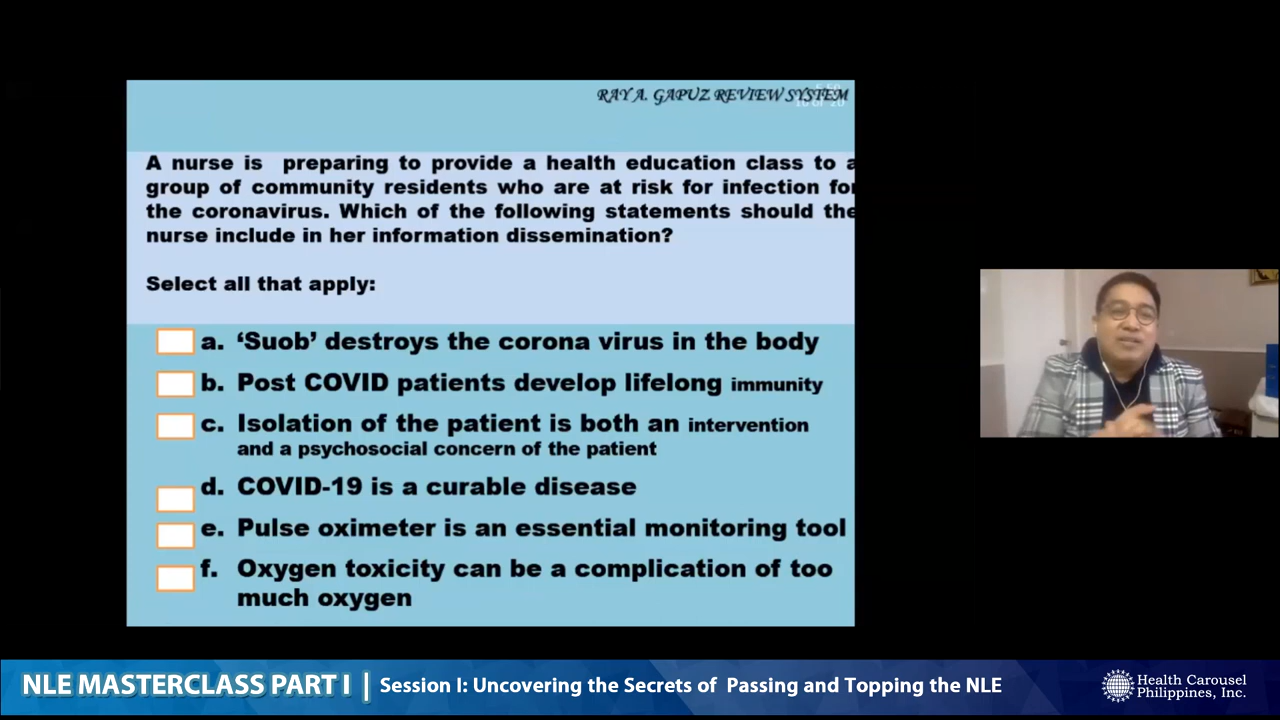 RAY A. GAPUZ REVIEW SYSTEM
A nurse is preparing to provide a health education class to a
group of community residents who are at risk for infection for
the coronavirus. Which of the following statements should the
nurse include in her information dissemination?
Select all that apply:
a. ‘Suob’ destroys the corona virus in the body
b. Post COVID patients develop lifelong immunity
c. Isolation of the patient is both an intervention
and a psychosocial concern of the patient
d. COVID-19 is a curable disease
e. Pulse oximeter is an essential monitoring tool
f. Oxygen toxicity can be a complication of too
much oxygen
NLE MASTERCLASS PART I | Session I: Uncovering the Secrets of Passing and Topping the NLE
Health Carousel
Philippines, Inc.